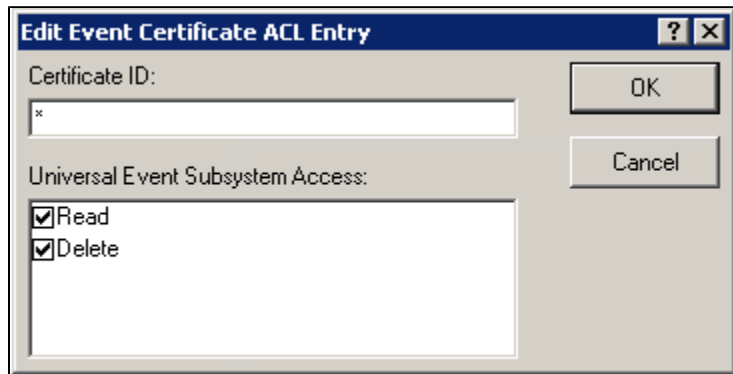 Edit Event Certificate ACL Entry
Certificate ID:
*
OK
Cancel
Universal Event Subsystem Access:
Read
Delete